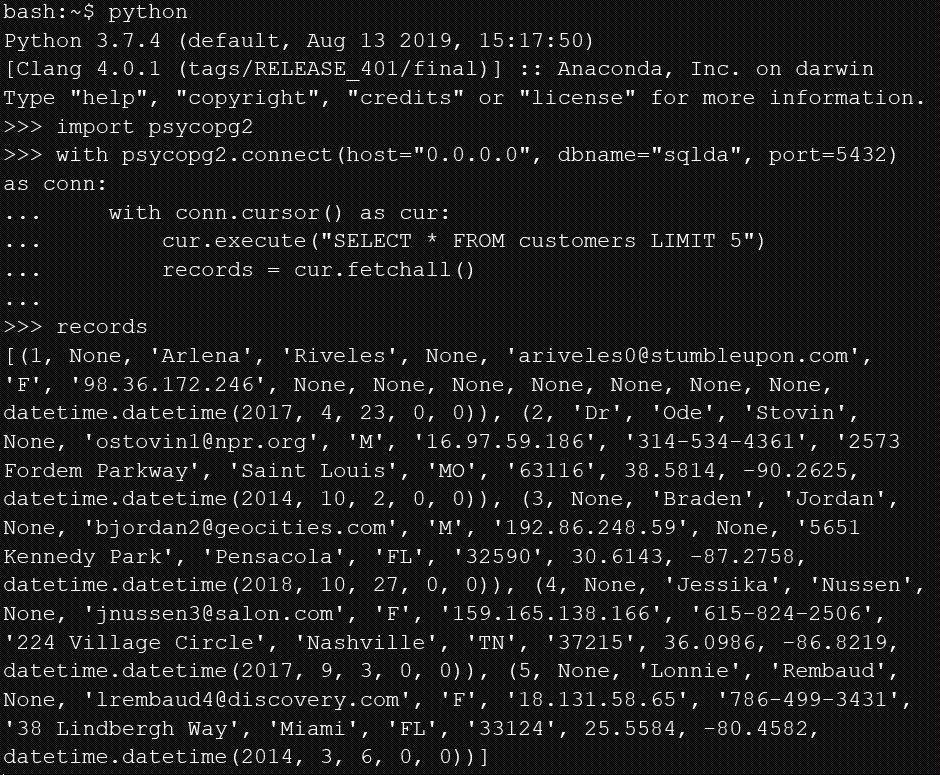 bash:~$ python
Python 3.7.4 (default, Aug 13 2019, 15:17:50)
[Clang 4.0.1 (tags/RELEASE_401/final)] :: Anaconda, Inc. on darwin
Type "help", "copyright", "credits" or "license" for more information.
>>> import psycopg2
>>> with psycopg2.connect(host="0.0.0.0", dbname="sqlda", port=5432)
as conn:
...     with conn.cursor() as cur:
...         cur.execute("SELECT * FROM customers LIMIT 5")
...         records = cur.fetchall()
...
>>> records
[(1, None, 'Arlena', 'Riveles', None, 'ariveles0@stumbleupon.com',
'F', '98.36.172.246', None, None, None, None, None, None, None,
datetime.datetime(2017, 4, 23, 0, 0)), (2, 'Dr', 'Ode', 'Stovin',
None, 'ostovin1@npr.org', 'M', '16.97.59.186', '314-534-4361', '2573
Fordem Parkway', 'Saint Louis', 'MO', '63116', 38.5814, -90.2625,
datetime.datetime(2014, 10, 2, 0, 0)), (3, None, 'Braden', 'Jordan',
None, 'bjordan2@geocities.com', 'M', '192.86.248.59', None, '5651
Kennedy Park', 'Pensacola', 'FL', '32590', 30.6143, -87.2758,
datetime.datetime(2018, 10, 27, 0, 0)), (4, None, 'Jessika', 'Nussen',
None, 'jnussen3@salon.com', 'F', '159.165.138.166', '615-824-2506',
'224 Village Circle', 'Nashville', 'TN', '37215', 36.0986, -86.8219,
datetime.datetime(2017, 9, 3, 0, 0)), (5, None, 'Lonnie', 'Rembaud',
None, 'lrembaud4@discovery.com', 'F', '18.131.58.65', '786-499-3431',
'38 Lindbergh Way', 'Miami', 'FL', '33124', 25.5584, -80.4582,
datetime.datetime(2014, 3, 6, 0, 0))]